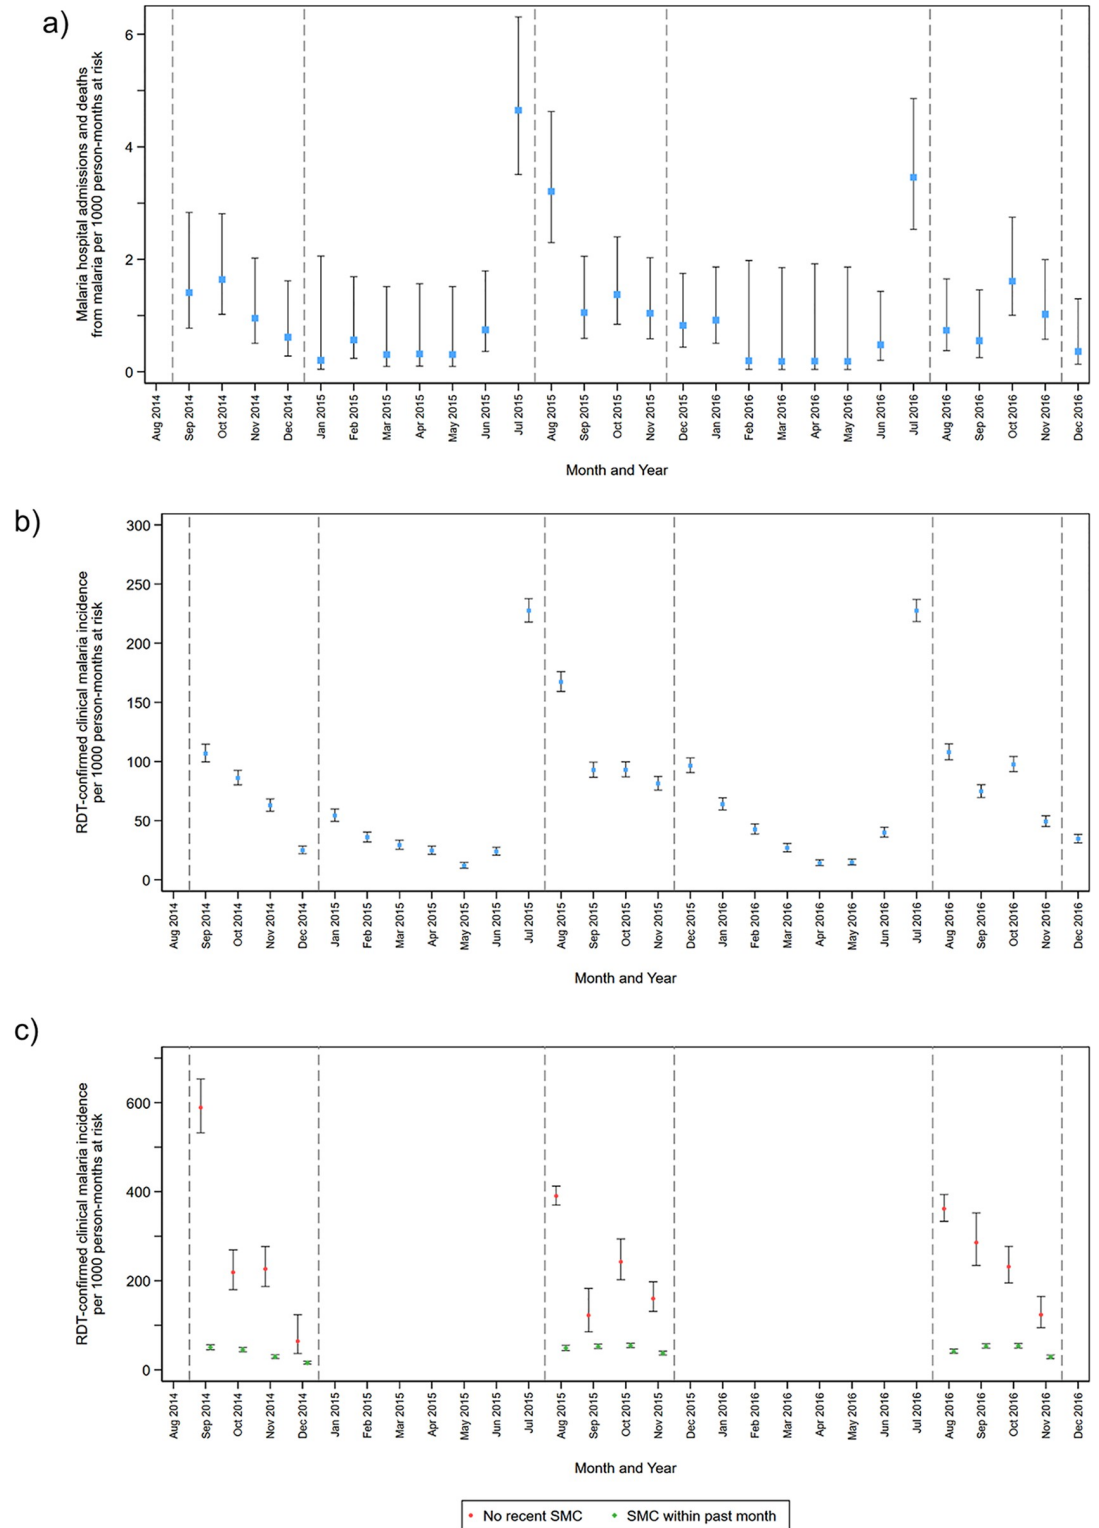 a)
Malaria hospital admissions and deaths
from malaria per 1000 person-months at risk
6
4
2
0
Aug 2014
Sep 2014
Oct 2014
Nov 2014
Dec 2014
Jan 2015
Feb 2015
Mar 2015
Apr 2015
May 2015
Jun 2015
Jul 2015
Aug 2015
Sep 2015
Oct 2015
Nov 2015
Dec 2015
Jan 2016
Feb 2016
Mar 2016
Apr 2016
May 2016
Jun 2016
Jul 2016
Aug 2016
Sep 2016
Oct 2016
Nov 2016
Dec 2016
Month and Year
b)
RDT-confirmed clinical malaria incidence
per 1000 person-months at risk
300
250
200
150
100
50
0
Aug 2014
Sep 2014
Oct 2014
Nov 2014
Dec 2014
Jan 2015
Feb 2015
Mar 2015
Apr 2015
May 2015
Jun 2015
Jul 2015
Aug 2015
Sep 2015
Oct 2015
Nov 2015
Dec 2015
Jan 2016
Feb 2016
Mar 2016
Apr 2016
May 2016
Jun 2016
Jul 2016
Aug 2016
Sep 2016
Oct 2016
Nov 2016
Dec 2016
Month and Year
c)
RDT-confirmed clinical malaria incidence
per 1000 person-months at risk
600
400
200
0
Aug 2014
Sep 2014
Oct 2014
Nov 2014
Dec 2014
Jan 2015
Feb 2015
Mar 2015
Apr 2015
May 2015
Jun 2015
Jul 2015
Aug 2015
Sep 2015
Oct 2015
Nov 2015
Dec 2015
Jan 2016
Feb 2016
Mar 2016
Apr 2016
May 2016
Jun 2016
Jul 2016
Aug 2016
Sep 2016
Oct 2016
Nov 2016
Dec 2016
Month and Year
No recent SMC
SMC within past month